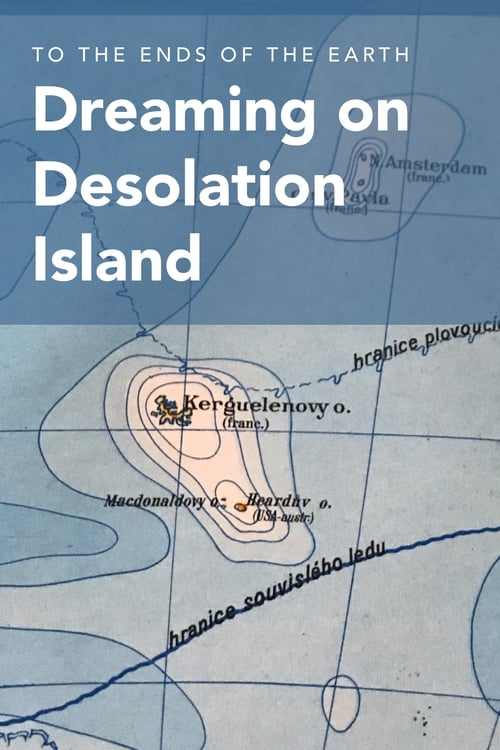 TO THE ENDS OF THE EARTH
Dreaming on
Desolation
Island
N.Amsterdam
(franc.)
(franc.)
hranice plovoucí
Kerguelenovy o.
(franc.)
Macdonaldovy o.
Heardův o.
(USA-austr.)
hranice souvislého ledu